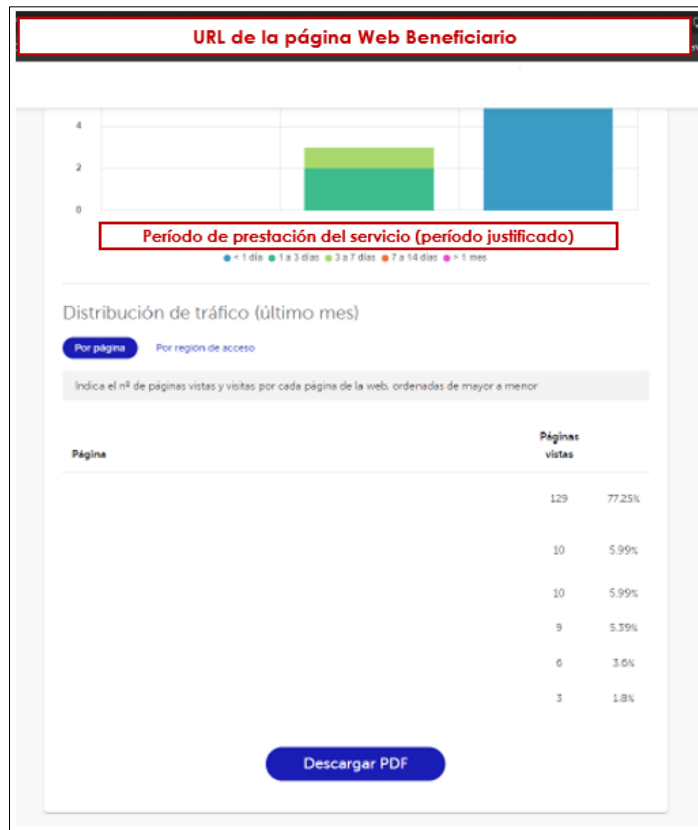 URL de la página Web Beneficiario
4
2
0
Período de prestación del servicio (período justificado)
< 1 día 1 a 3 días 3 a 7 días 7 a 14 días > 1 mes
Distribución de tráfico (último mes)
Por página Por región de acceso
Indica el nº de páginas vistas y visitas por cada página de la web, ordenadas de mayor a menor
Página Páginas vistas
129 77.25%
10 5.99%
10 5.99%
9 5.39%
6 3.6%
3 1.8%
Descargar PDF